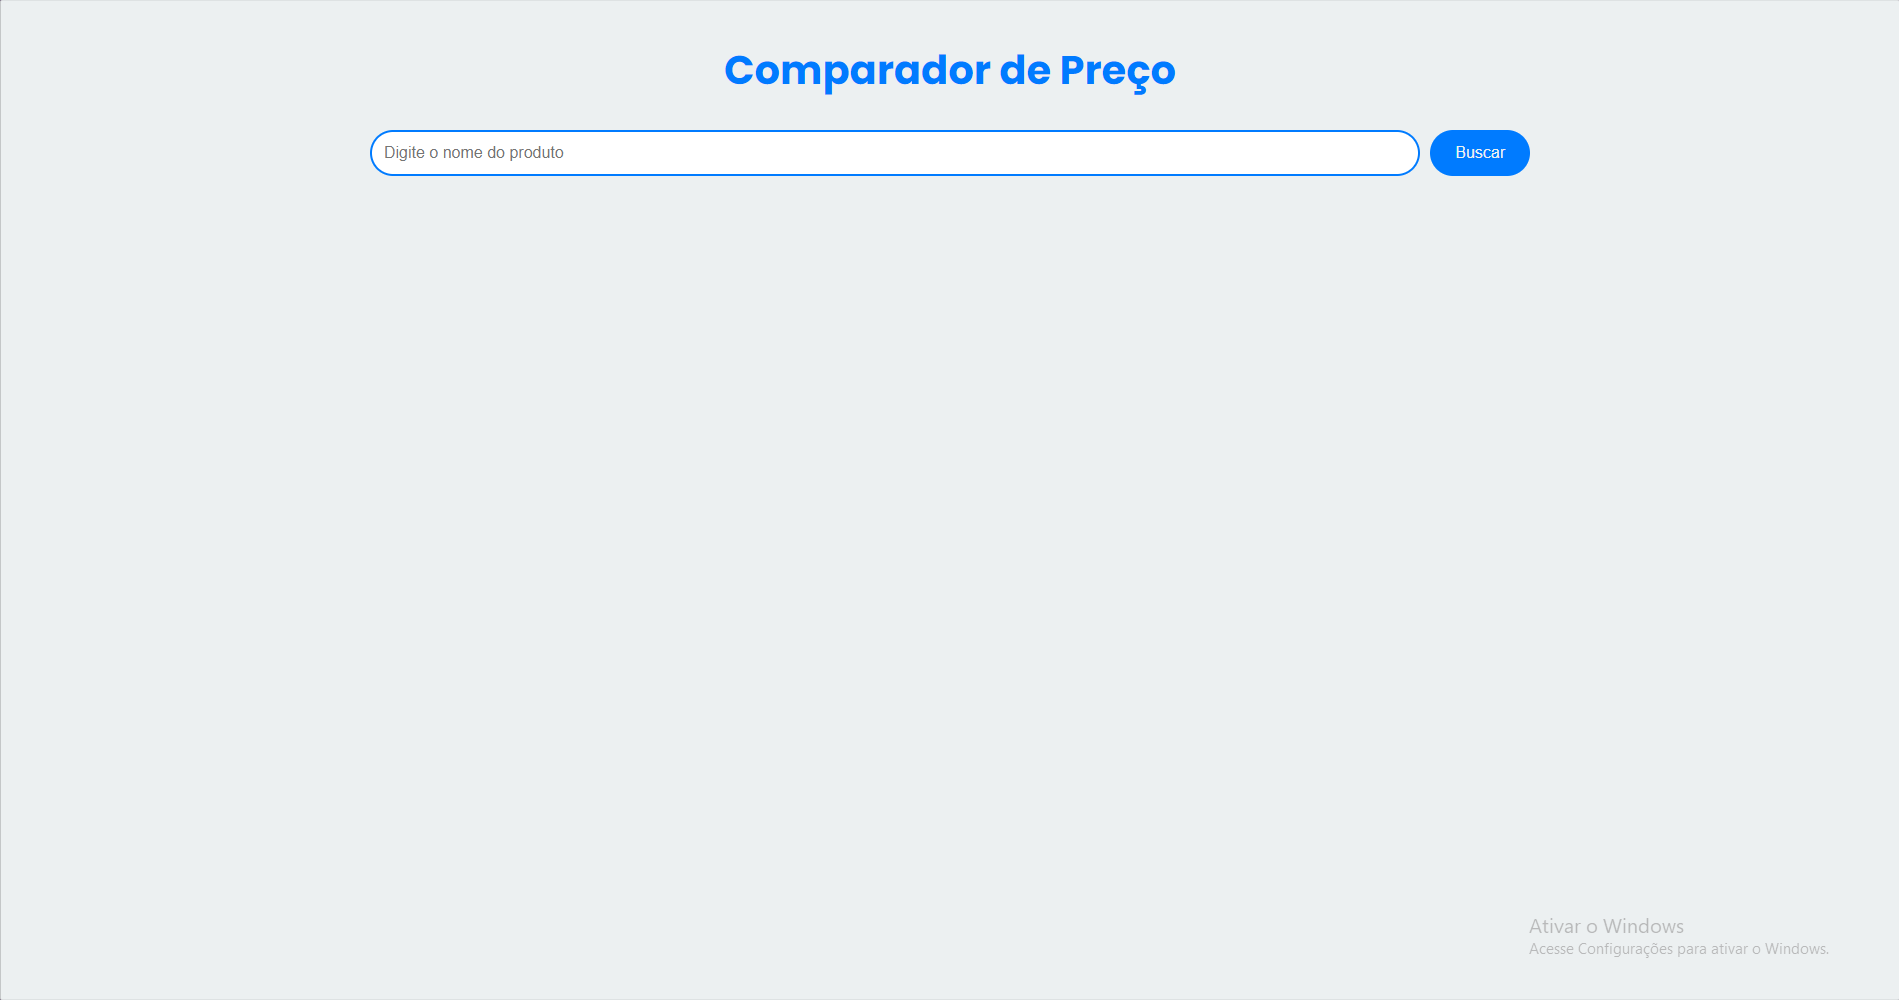 Comparador de Preço
Digite o nome do produto
Buscar
Ativar o Windows
Acesse Configurações para ativar o Windows.